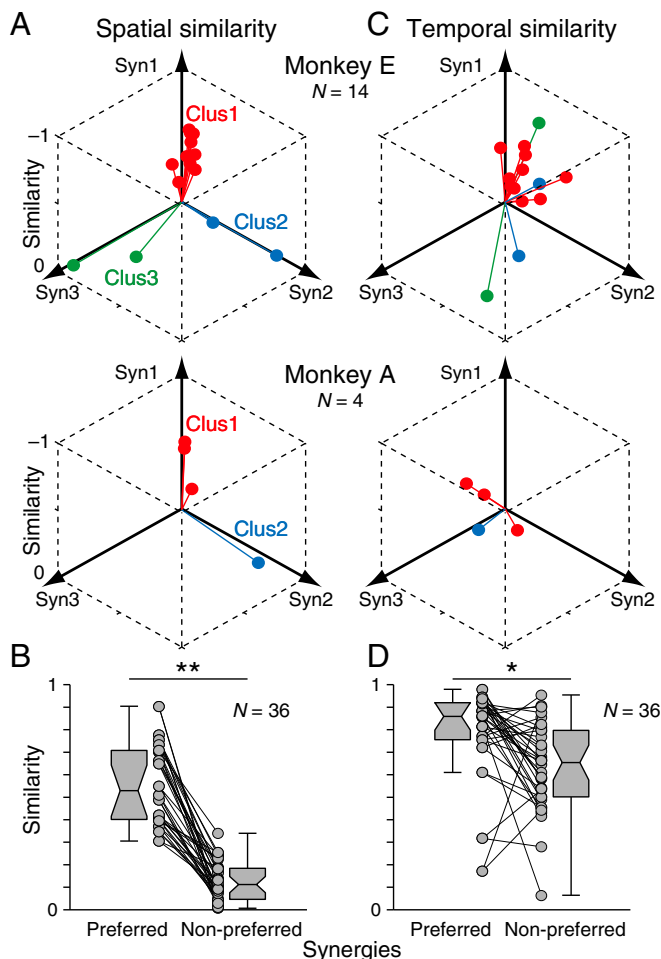 A
Spatial similarity
C
Temporal similarity
Syn1
Monkey E
N = 14
Syn1
Clus1
−1
Similarity
Clus2
0
Clus3
Syn3
Syn2
Syn3
Syn2
Syn1
Monkey A
N = 4
Syn1
Clus1
−1
Similarity
Clus2
0
Syn3
Syn2
Syn3
Syn2
B
**
D
*
1
N = 36
1
N = 36
Similarity
0
0
Preferred
Non-preferred
Preferred
Non-preferred
Synergies